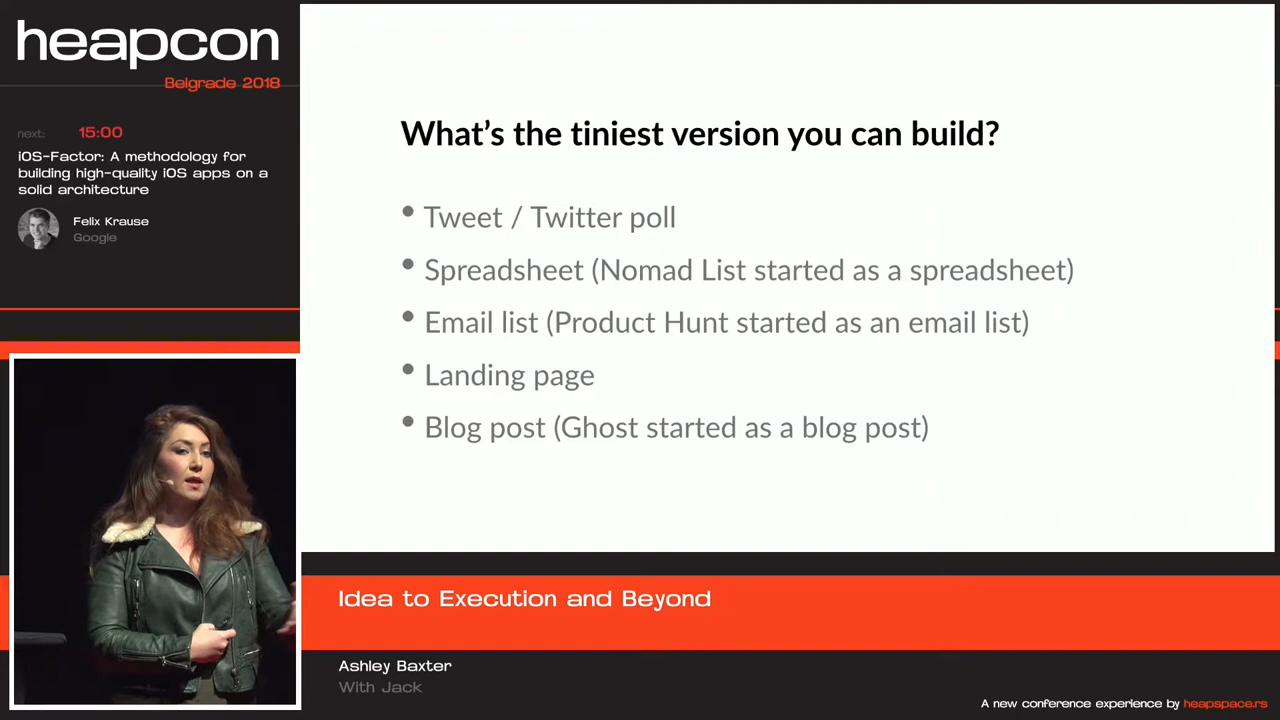 heapcon
Belgrade 2018
next: 15:00
iOS-Factor: A methodology for
building high-quality iOS apps on a
solid architecture
Felix Krause
Google
What's the tiniest version you can build?
• Tweet / Twitter poll
• Spreadsheet (Nomad List started as a spreadsheet)
• Email list (Product Hunt started as an email list)
• Landing page
• Blog post (Ghost started as a blog post)
Idea to Execution and Beyond
Ashley Baxter
With Jack
A new conference experience by heapspace.rs